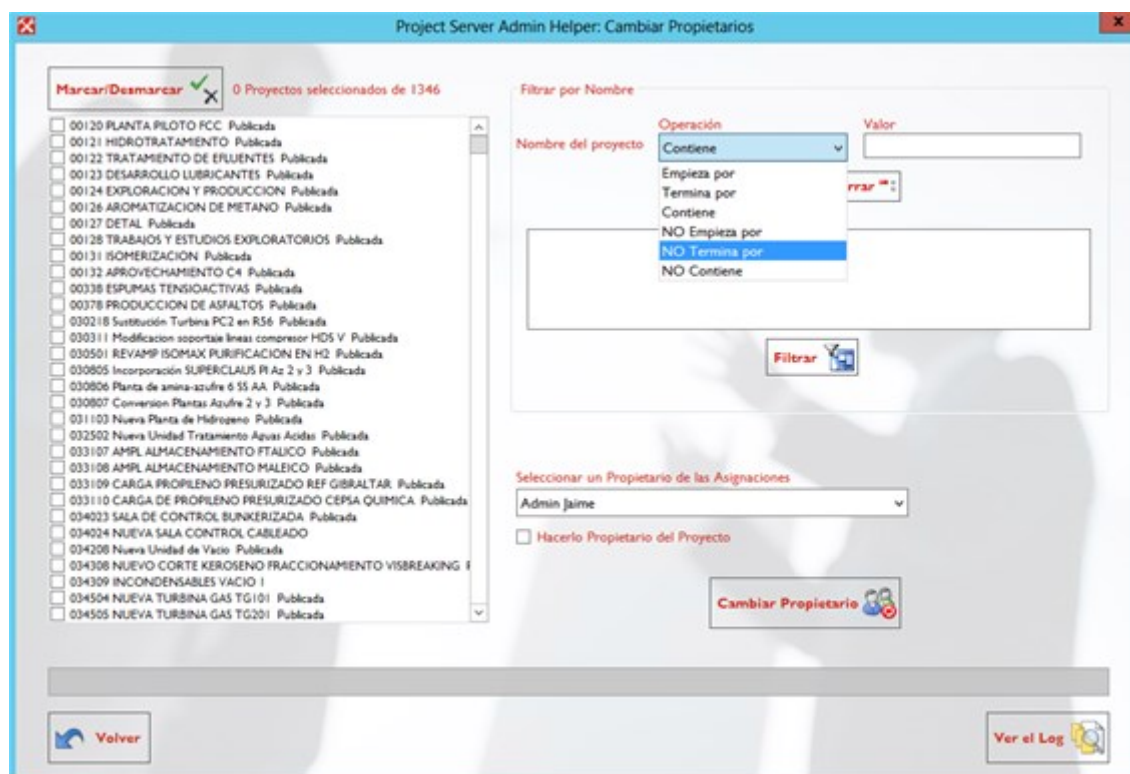 Project Server Admin Helper: Cambiar Propietarios
x
Marcar/Desmarcar
0 Proyectos seleccionados de 1346
00120 PLANTA PILOTO FCC Publicada
00121 HIDROTRATAMIENTO Publicada
00122 TRATAMIENTO DE EFLUENTES Publicada
00123 DESARROLLO LUBRICANTES Publicada
00124 EXPLORACION Y PRODUCCION Publicada
00126 AROMATIZACION DE METANO Publicada
00127 DETAL Publicada
00128 TRABAJOS Y ESTUDIOS EXPLORATORIOS Publicada
00131 ISOMERIZACIÓN Publicada
00132 APROVECHAMIENTO C4 Publicada
00338 ESPUMAS TENSIOACTIVAS Publicada
00378 PRODUCCION DE ASFALTOS Publicada
030218 Sustitución Turbina PC2 en R56 Publicada
030311 Modificacion soportaje lineas compresor HDS V Publicada
030501 REVAMP ISOMAX PURIFICACION EN H2 Publicada
030805 Incorporación SUPERCLAUS Pl Az 2 y 3 Publicada
030806 Planta de amina-azufre 6 SS AA Publicada
030807 Conversion Plantas Azufre 2 y 3 Publicada
031103 Nueva Planta de Hidrogeno Publicada
032502 Nueva Unidad Tratamiento Aguas Acidas Publicada
033107 AMPL ALMACENAMIENTO FTALICO Publicada
033108 AMPL ALMACENAMIENTO MALEICO Publicada
033109 CARGA PROPILENO PRESURIZADO REF GIBRALTAR Publicada
033110 CARGA DE PROPILENO PRESURIZADO CEPSA QUIMICA Publicada
034023 SALA DE CONTROL BUNKERIZADA Publicada
034024 NUEVA SALA CONTROL CABLEADO
034208 Nueva Unidad de Vacio Publicada
034308 NUEVO CORTE KEROSENO FRACCIONAMIENTO VISBREAKING
034309 INCONDENSABLES VACIO 1
034504 NUEVA TURBINA GAS TG101 Publicada
034505 NUEVA TURBINA GAS TG201 Publicada
Filtrar por Nombre
Operación
Valor
Nombre del proyecto
Contiene
Empieza por
Termina por
Contiene
NO Empieza por
NO Termina por
NO Contiene
rrar
Filtrar
Seleccionar un Propietario de las Asignaciones
Admin Jaime
Hacerlo Propietario del Proyecto
Cambiar Propietario
Volver
Ver el Log